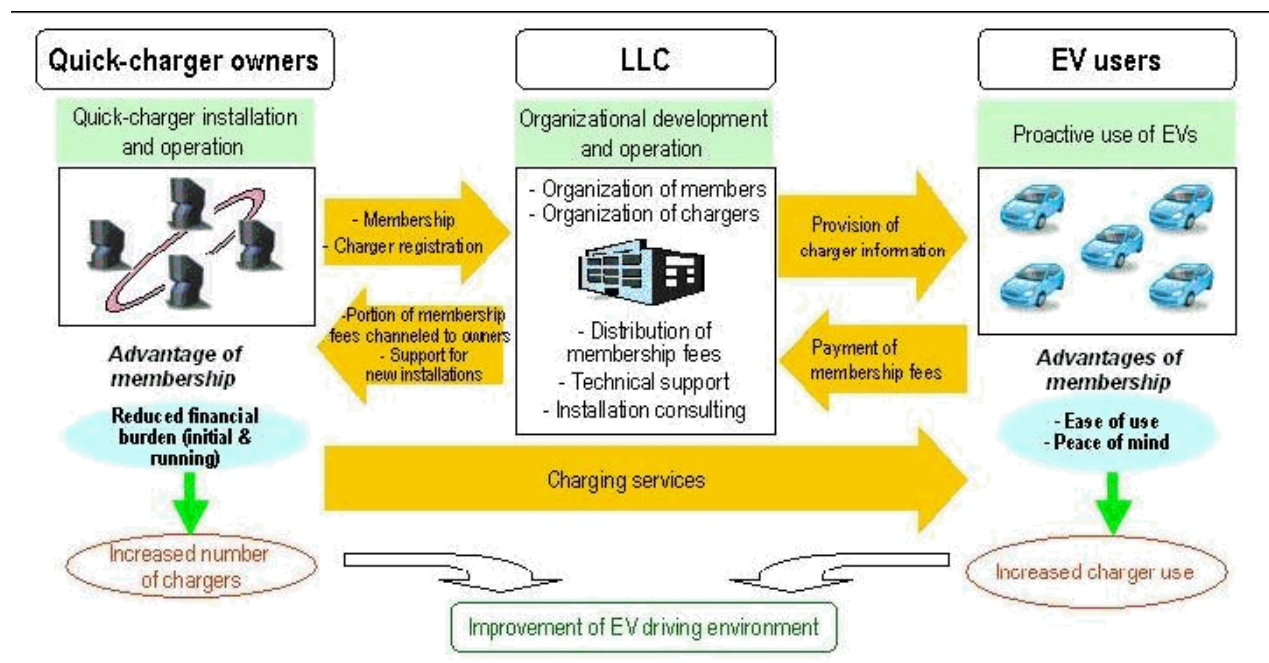 Quick-charger owners
Quick-charger installation
and operation
- Membership
- Charger registration
-Portion of membership
fees channeled to owners
- Support for
new installations
Advantage of
membership
Reduced financial
burden (initial &
running)
Increased number
of chargers
LLC
Organizational development
and operation
- Organization of members
- Organization of chargers
- Distribution of
membership fees
- Technical support
- Installation consulting
Provision of
charger information
Payment of
membership fees
Charging services
EV users
Proactive use of EVs
Advantages of
membership
- Ease of use
- Peace of mind
Increased charger use
Improvement of EV driving environment